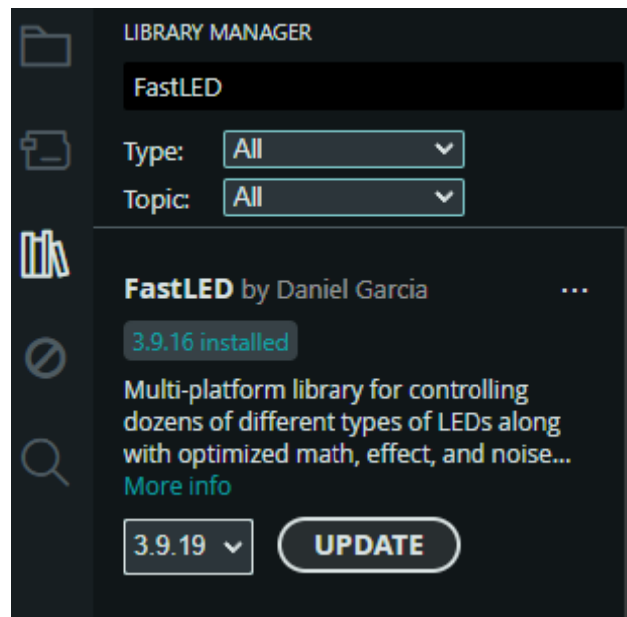 LIBRARY MANAGER
FastLED
Type: All
Topic: All
FastLED by Daniel Garcia ...
3.9.16 installed
Multi-platform library for controlling
dozens of different types of LEDs along
with optimized math, effect, and noise...
More info
3.9.19 UPDATE